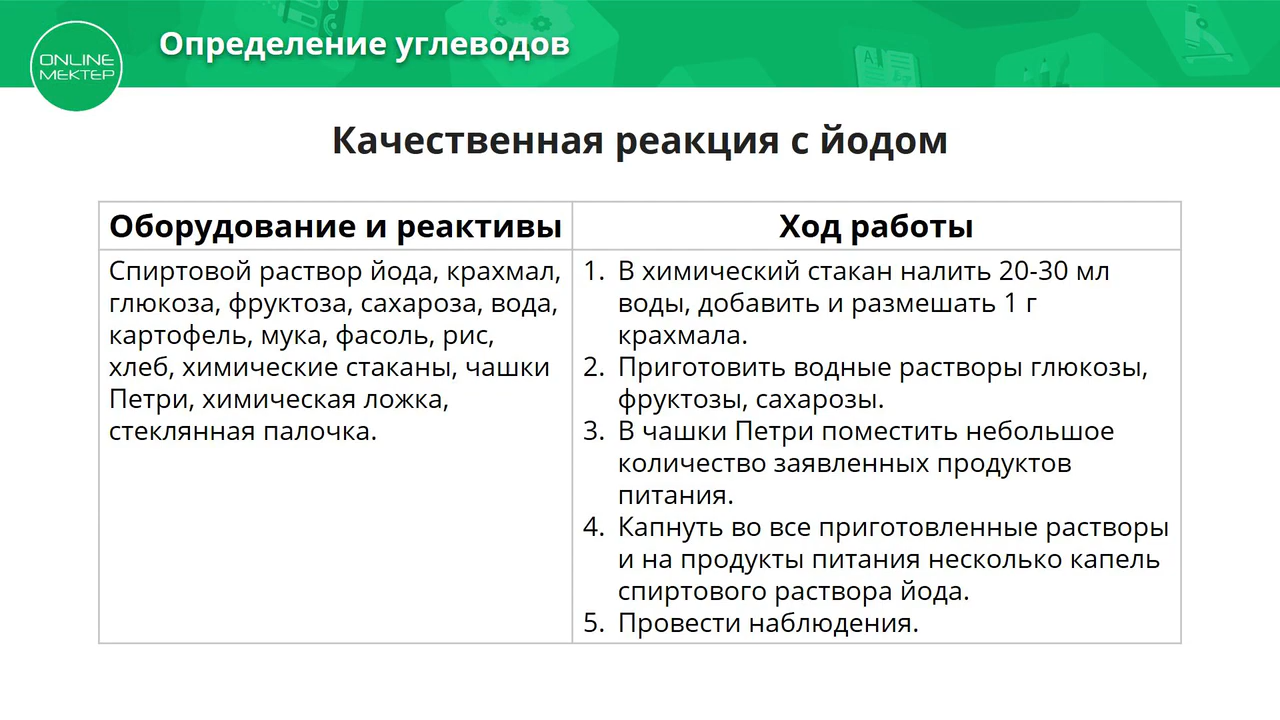 Определение углеводов
ONLINE
МЕКТЕР
Качественная реакция с йодом
Оборудование и реактивы
Спиртовой раствор йода, крахмал,
глюкоза, фруктоза, сахароза, вода,
картофель, мука, фасоль, рис,
хлеб, химические стаканы, чашки
Петри, химическая ложка,
стеклянная палочка.
Ход работы
1. В химический стакан налить 20-30 мл
воды, добавить и размешать 1 г
крахмала.
2. Приготовить водные растворы глюкозы,
фруктозы, сахарозы.
3. В чашки Петри поместить небольшое
количество заявленных продуктов
питания.
4. Капнуть во все приготовленные растворы
и на продукты питания несколько капель
спиртового раствора йода.
5. Провести наблюдения.